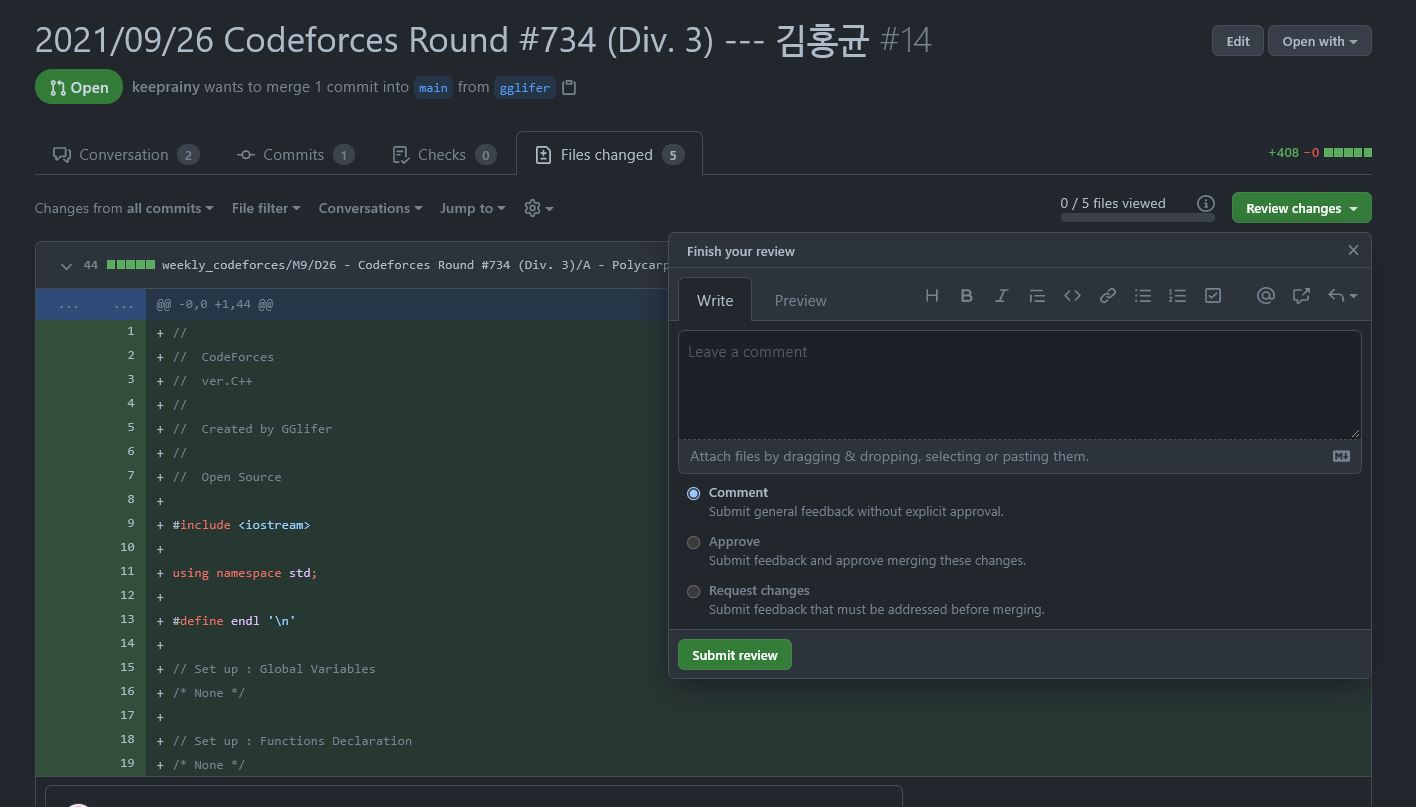 2021/09/26 Codeforces Round #734 (Div. 3) --- 김홍균 #14
Edit
Open with
Open
keeprainy wants to merge 1 commit into main from gglifer
Conversation 2
Commits 1
Checks 0
Files changed 5
+408 −0
Changes from all commits
File filter
Conversations
Jump to
0 / 5 files viewed
Review changes
44 weekly_codeforces/M9/D26 - Codeforces Round #734 (Div. 3)/A - Polycarp
... ... @@ -0,0 +1,44 @@
1 + //
2 + //  CodeForces
3 + //  ver.C++
4 + //
5 + //  Created by GGlifer
6 + //
7 + //  Open Source
8 +
9 + #include <iostream>
10 +
11 + using namespace std;
12 +
13 + #define endl '\n'
14 +
15 + // Set up : Global Variables
16 + /* None */
17 +
18 + // Set up : Functions Declaration
19 + /* None */
Finish your review
Write
Preview
Leave a comment
Attach files by dragging & dropping, selecting or pasting them.
Comment
Submit general feedback without explicit approval.
Approve
Submit feedback and approve merging these changes.
Request changes
Submit feedback that must be addressed before merging.
Submit review